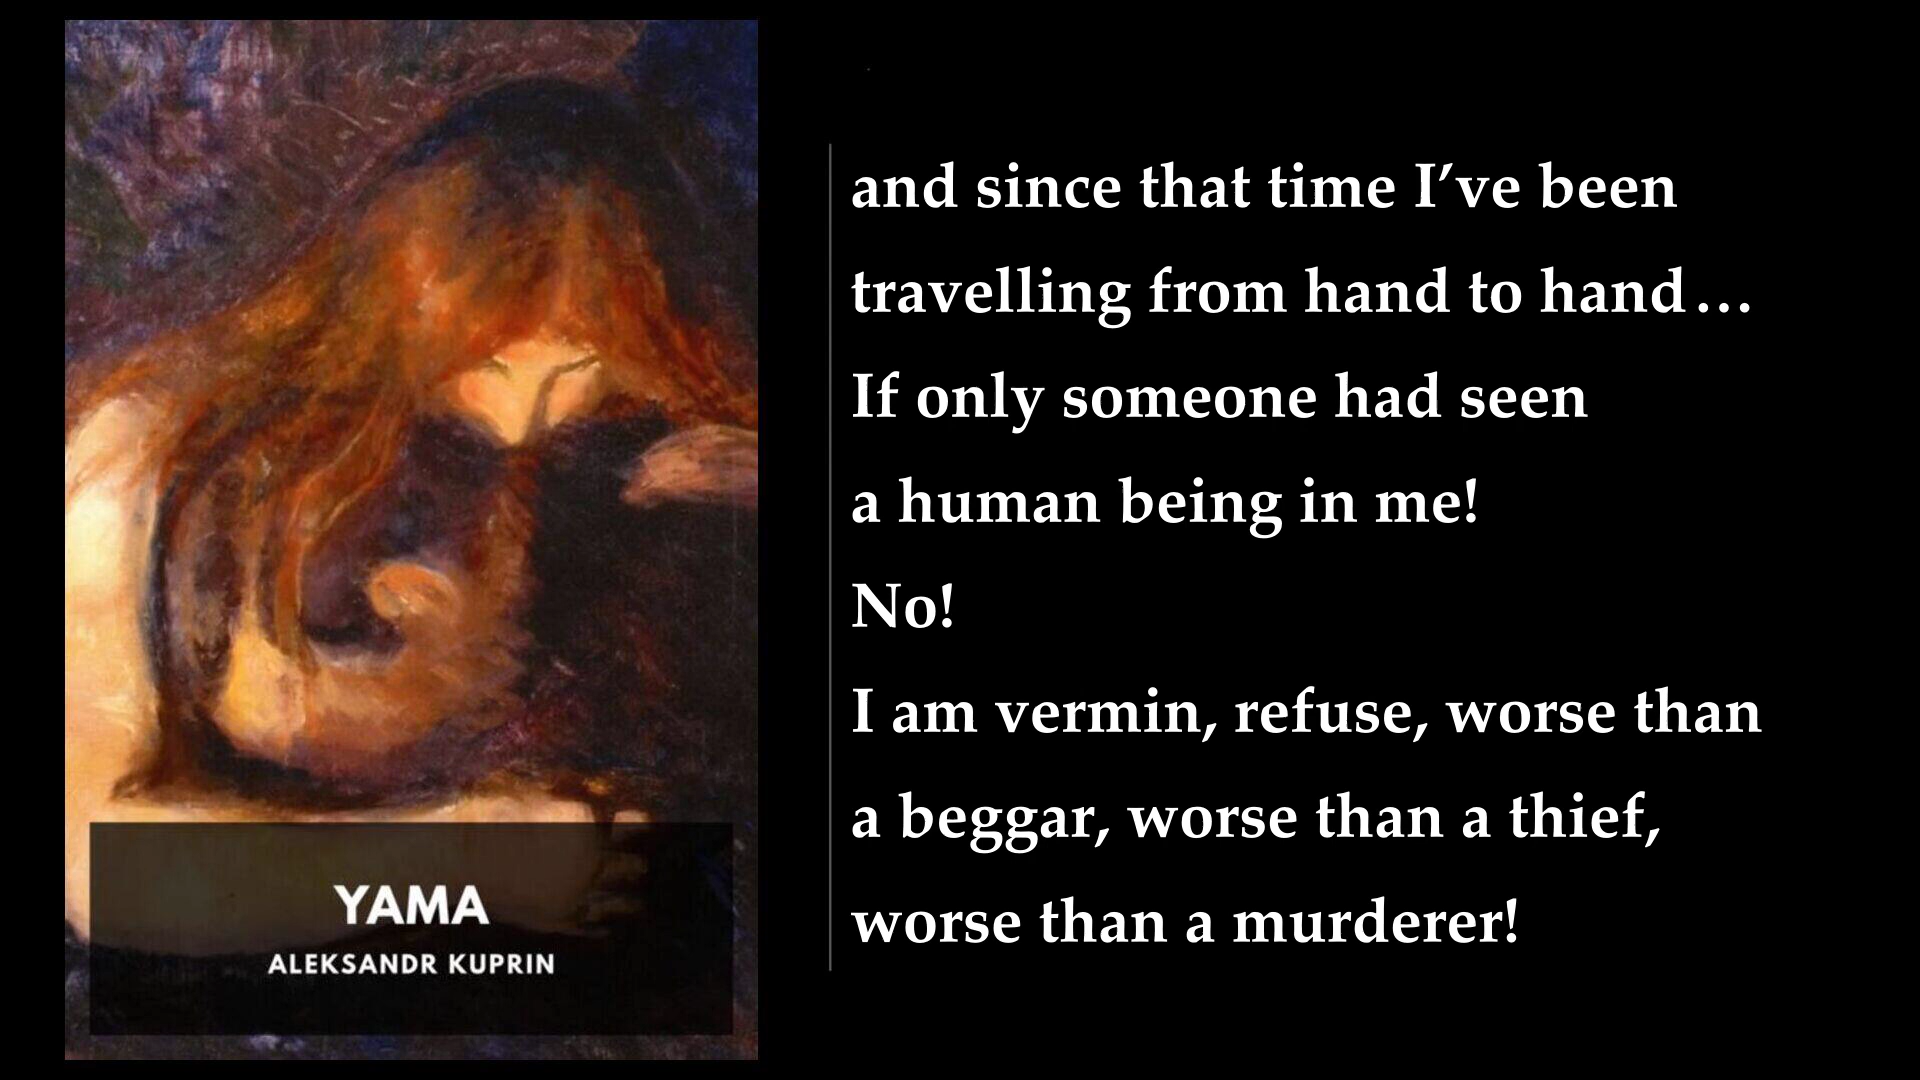 YAMA
ALEKSANDR KUPRIN
and since that time I’ve been
travelling from hand to hand…
If only someone had seen
a human being in me!
No!
I am vermin, refuse, worse than
a beggar, worse than a thief,
worse than a murderer!